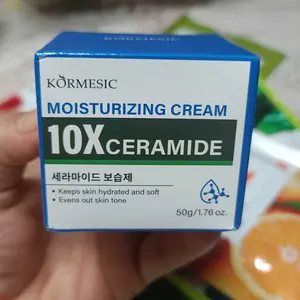 KORMESIC
MOISTURIZING CREAM
10X CERAMIDE
세라마이드 보습제
• Keeps skin hydrated and soft
• Evens out skin tone
50g/1.76 oz.